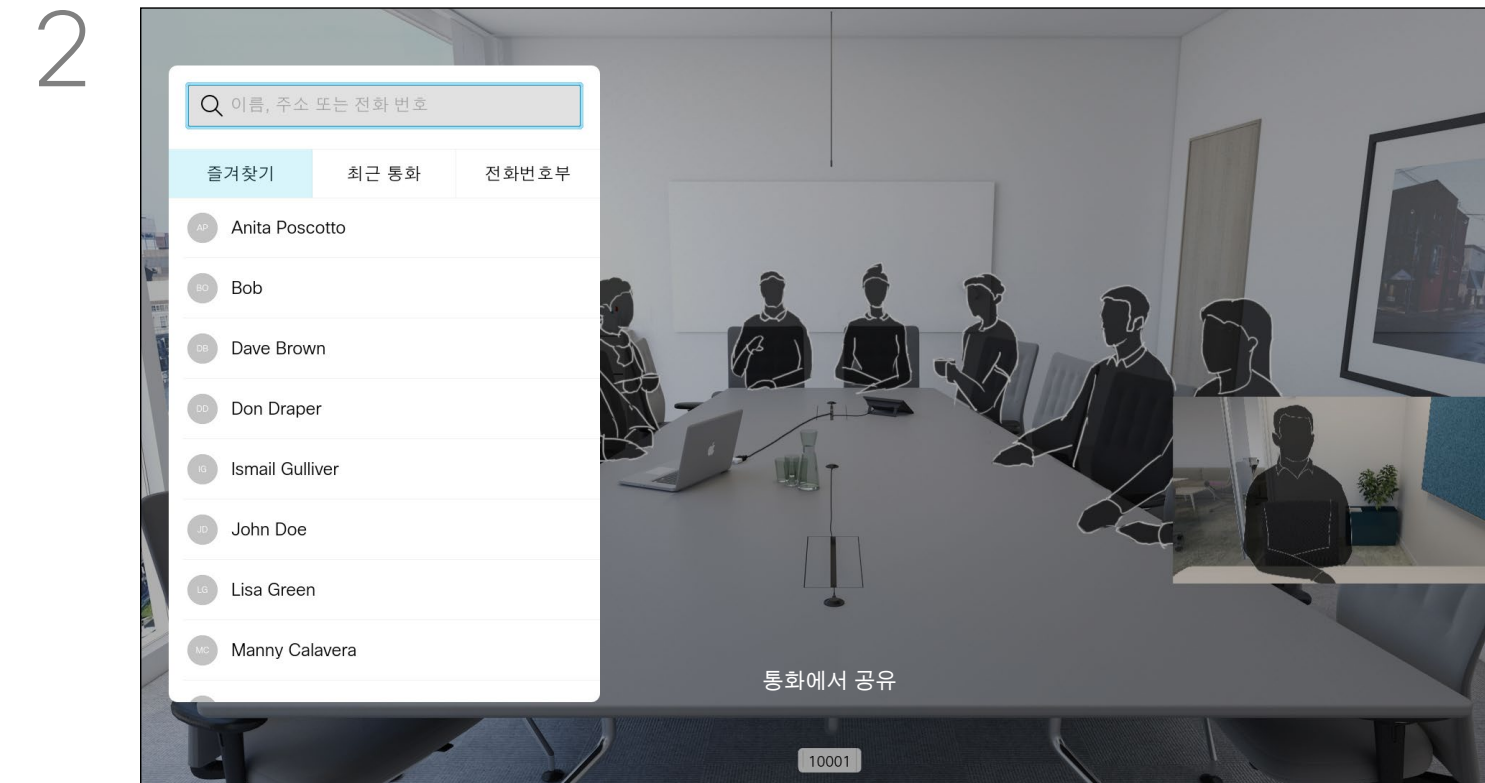 2
이름, 주소 또는 전화 번호
즐겨찾기 최근 통화 전화번호부
AP Anita Poscotto
BO Bob
DB Dave Brown
DD Don Draper
IG Ismail Gulliver
JD John Doe
LG Lisa Green
MC Manny Calavera
통화에서 공유
10001